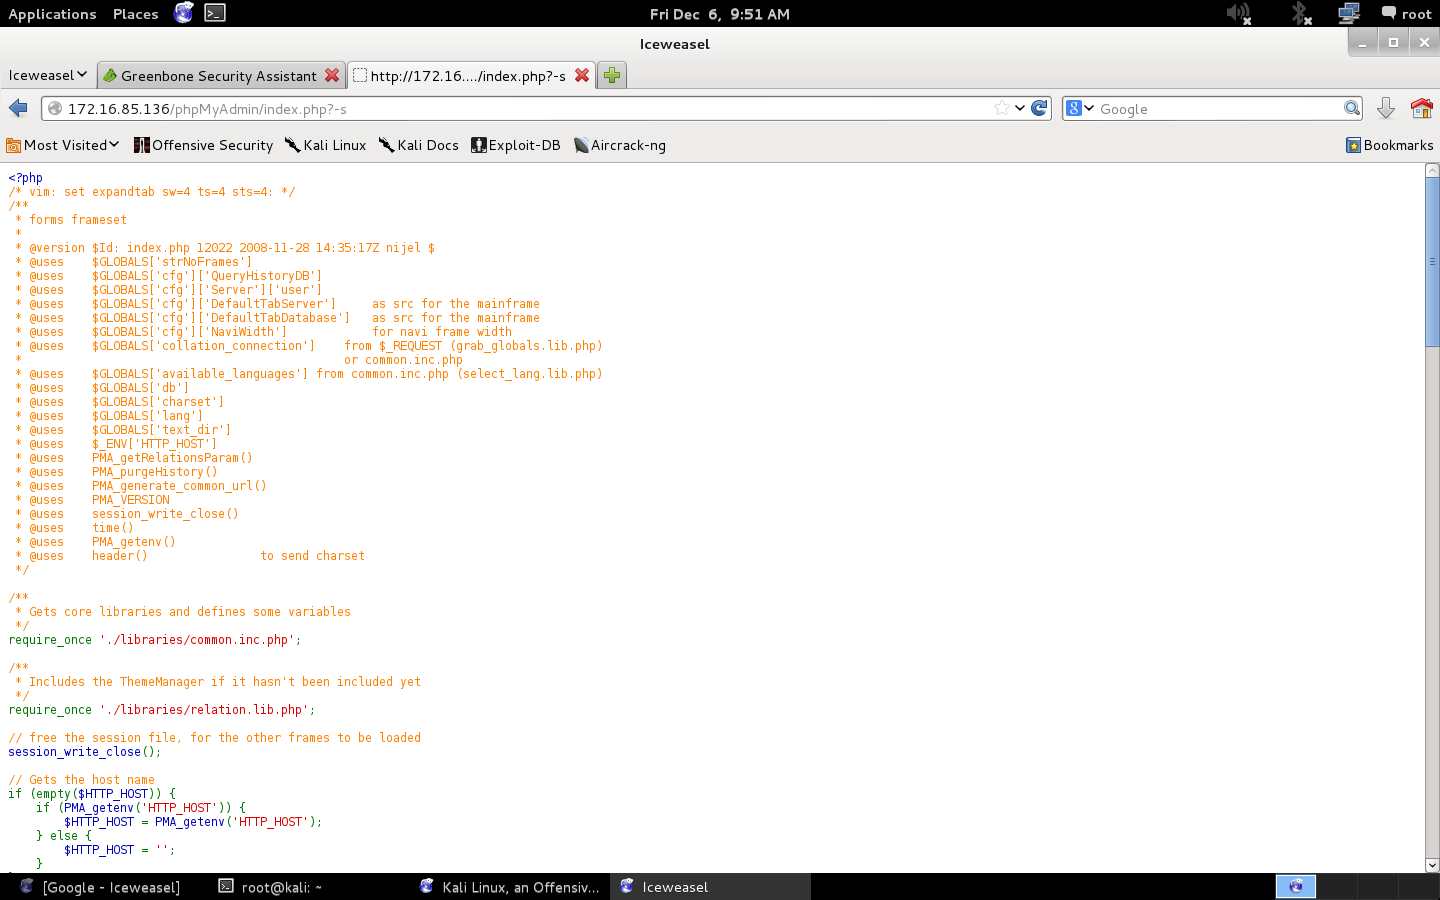 Applications Places Fri Dec 6, 9:51 AM root
Iceweasel
Iceweasel Greenbone Security Assistant http://172.16..../index.php?-s
172.16.85.136/phpMyAdmin/index.php?-s Google
Most Visited Offensive Security Kali Linux Kali Docs Exploit-DB Aircrack-ng Bookmarks
<?php
/* vim: set expandtab sw=4 ts=4 sts=4: */
/**
 * forms frameset
 *
 * @version $Id: index.php 12022 2008-11-28 14:35:17Z nijel $
 * @uses    $GLOBALS['strNoFrames']
 * @uses    $GLOBALS['cfg']['QueryHistoryDB']
 * @uses    $GLOBALS['cfg']['Server']['user']
 * @uses    $GLOBALS['cfg']['DefaultTabServer']     as src for the mainframe
 * @uses    $GLOBALS['cfg']['DefaultTabDatabase']   as src for the mainframe
 * @uses    $GLOBALS['cfg']['NaviWidth']            for navi frame width
 * @uses    $GLOBALS['collation_connection']    from $_REQUEST (grab_globals.lib.php)
 *                                              or common.inc.php
 * @uses    $GLOBALS['available_languages'] from common.inc.php (select_lang.lib.php)
 * @uses    $GLOBALS['db']
 * @uses    $GLOBALS['charset']
 * @uses    $GLOBALS['lang']
 * @uses    $GLOBALS['text_dir']
 * @uses    $_ENV['HTTP_HOST']
 * @uses    PMA_getRelationsParam()
 * @uses    PMA_purgeHistory()
 * @uses    PMA_generate_common_url()
 * @uses    PMA_VERSION
 * @uses    session_write_close()
 * @uses    time()
 * @uses    PMA_getenv()
 * @uses    header()                to send charset
 */
/**
 * Gets core libraries and defines some variables
 */
require_once './libraries/common.inc.php';
/**
 * Includes the ThemeManager if it hasn't been included yet
 */
require_once './libraries/relation.lib.php';
// free the session file, for the other frames to be loaded
session_write_close();
// Gets the host name
if (empty($HTTP_HOST)) {
    if (PMA_getenv('HTTP_HOST')) {
        $HTTP_HOST = PMA_getenv('HTTP_HOST');
    } else {
        $HTTP_HOST = '';
    }
[Google - Iceweasel] root@kali: ~ Kali Linux, an Offensiv... Iceweasel